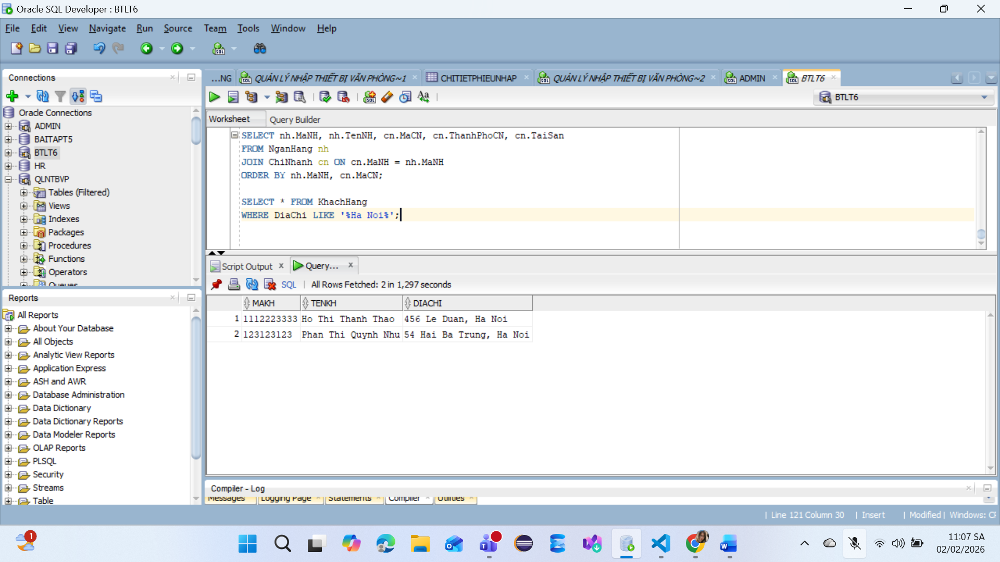 Oracle SQL Developer : BTLT6
File Edit View Navigate Run Source Team Tools Window Help
Connections
Oracle Connections
ADMIN
BAITAPT5
BTLT6
HR
QLNTBVP
Tables (Filtered)
Views
Indexes
Packages
Procedures
Functions
Operators
Queues
Reports
All Reports
About Your Database
All Objects
Analytic View Reports
Application Express
ASH and AWR
Database Administration
Data Dictionary
Data Dictionary Reports
Data Modeler Reports
OLAP Reports
PLSQL
Security
Streams
Table
...NG QUẢN LÝ NHẬP THIẾT BỊ VĂN PHÒNG~1 CHITIETPHIEUNHAP QUẢN LÝ NHẬP THIẾT BỊ VĂN PHÒNG~2 ADMIN BTLT6
BTLT6
Worksheet Query Builder
SELECT nh.MaNH, nh.TenNH, cn.MaCN, cn.ThanhPhoCN, cn.TaiSan
FROM NganHang nh
JOIN ChiNhanh cn ON cn.MaNH = nh.MaNH
ORDER BY nh.MaNH, cn.MaCN;
SELECT * FROM KhachHang
WHERE DiaChi LIKE '%Ha Noi%';
Script Output x Query... x
SQL | All Rows Fetched: 2 in 1,297 seconds
MAKH TENKH DIACHI
1 1112223333 Ho Thi Thanh Thao 456 Le Duan, Ha Noi
2 123123123 Phan Thi Quynh Nhu 54 Hai Ba Trung, Ha Noi
Compiler - Log
Messages Logging Page Statements Compiler Utilities
| Line 121 Column 30 | Insert | Modified | Windows: CF
1
11:07 SA
02/02/2026